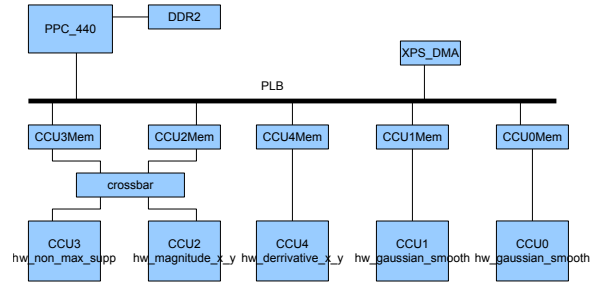 DDR2
PPC_440
XPS_DMA
PLB
CCU3Mem
CCU2Mem
CCU4Mem
CCU1Mem
CCU0Mem
crossbar
CCU3
hw_non_max_supp
CCU2
hw_magnitude_x_y
CCU4
hw_derrivative_x_y
CCU1
hw_gaussian_smooth
CCU0
hw_gaussian_smooth